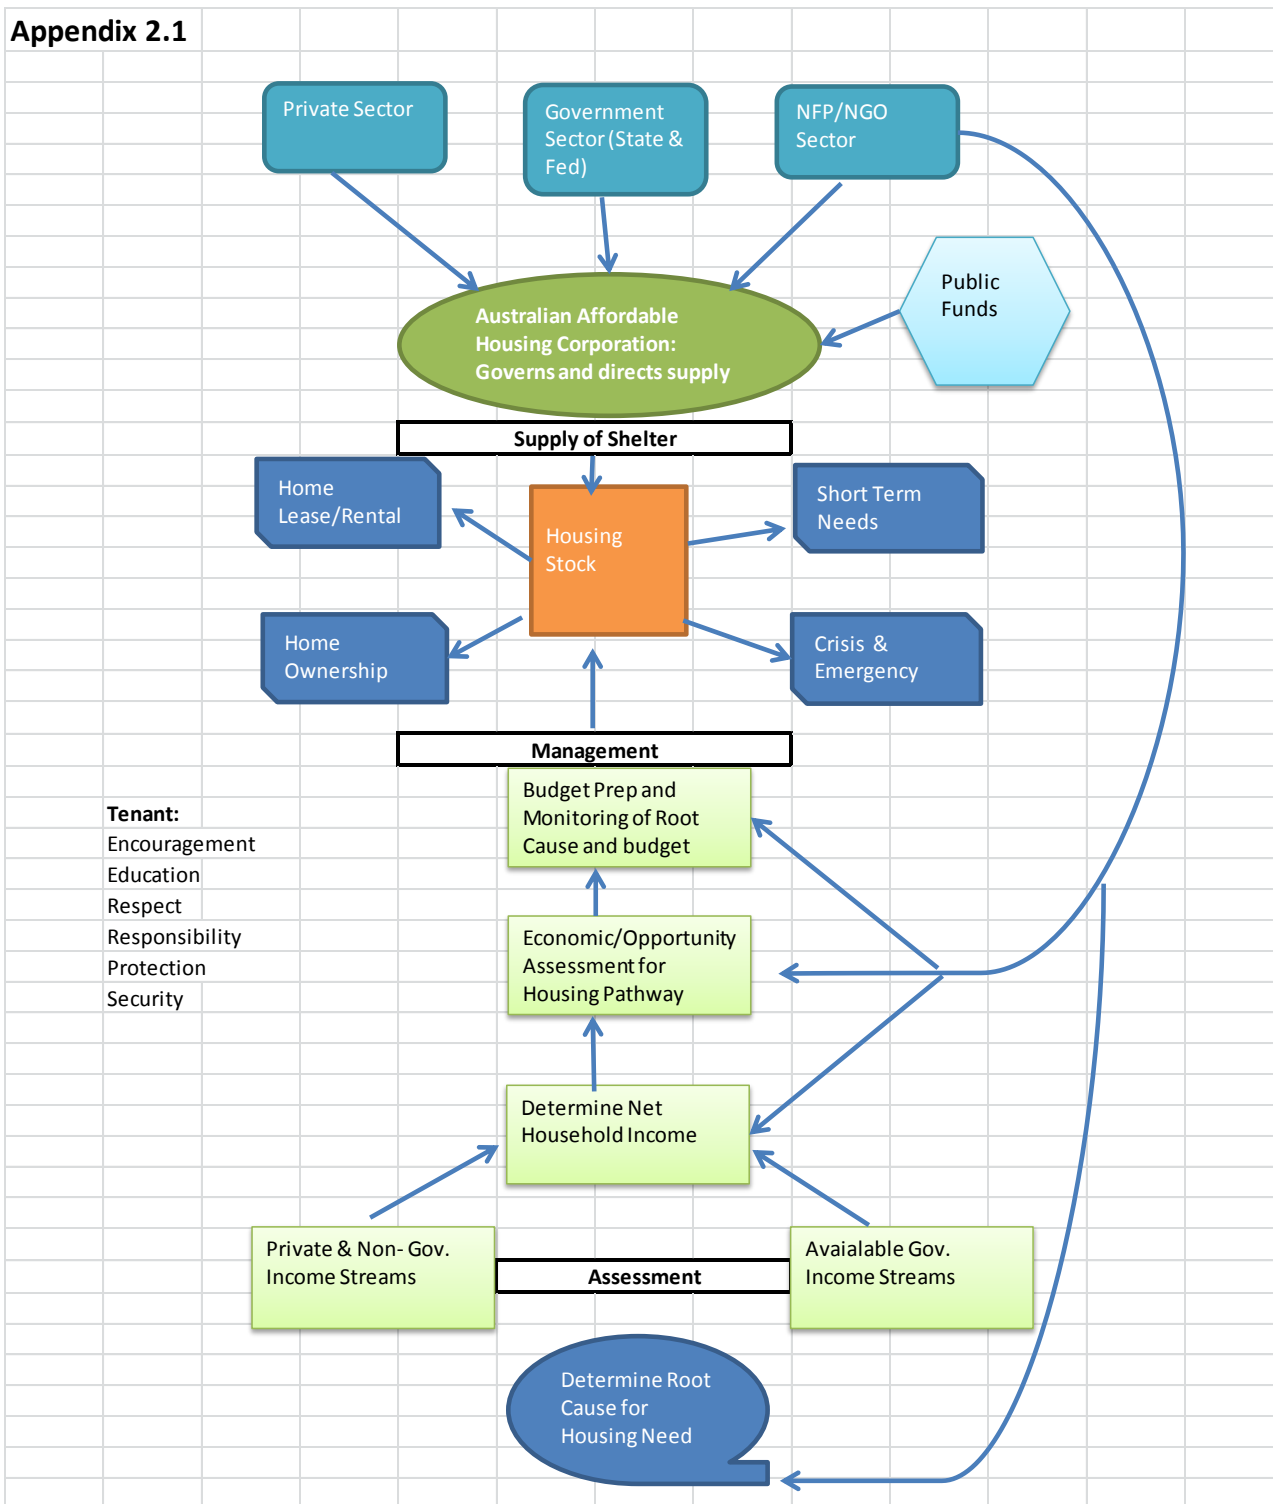 Appendix 2.1
Private Sector
Government
Sector (State &
Fed)
NFP/NGO
Sector
Public
Funds
Australian Affordable
Housing Corporation:
Governs and directs supply
Supply of Shelter
Home
Lease/Rental
Short Term
Needs
Housing
Stock
Home
Ownership
Crisis & 
Emergency
Management
Budget Prep and
Monitoring of Root
Cause and budget
Tenant:
Encouragement
Education
Respect
Responsibility
Protection
Security
Economic/Opportunity
Assessment for
Housing Pathway
Determine Net
Household Income
Private & Non- Gov.
Income Streams
Assessment
Avaialable Gov.
Income Streams
Determine Root
Cause for
Housing Need